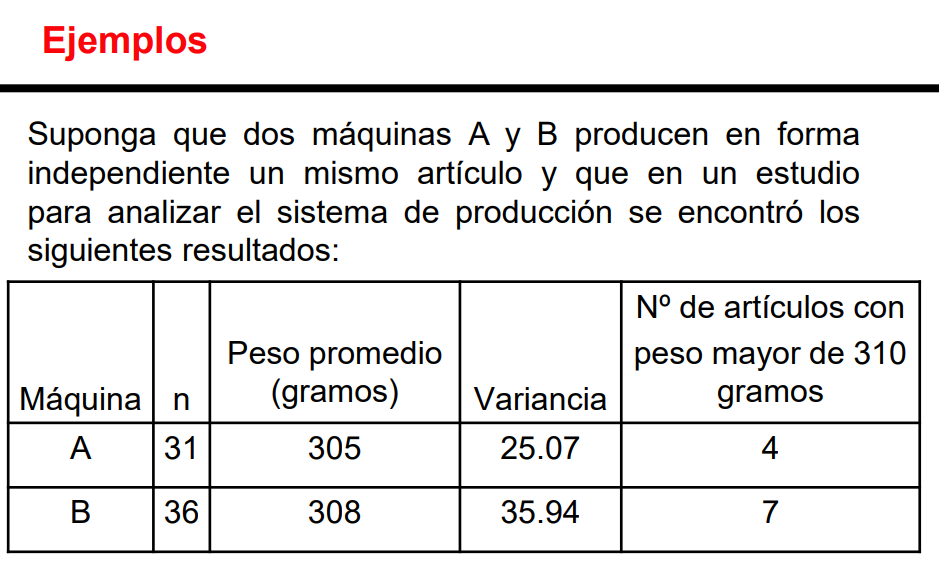 Ejemplos
Suponga que dos máquinas A y B producen en forma
independiente un mismo artículo y que en un estudio
para analizar el sistema de producción se encontró los
siguientes resultados:
Máquina n Peso promedio (gramos) Variancia Nº de artículos con peso mayor de 310 gramos
A 31 305 25.07 4
B 36 308 35.94 7